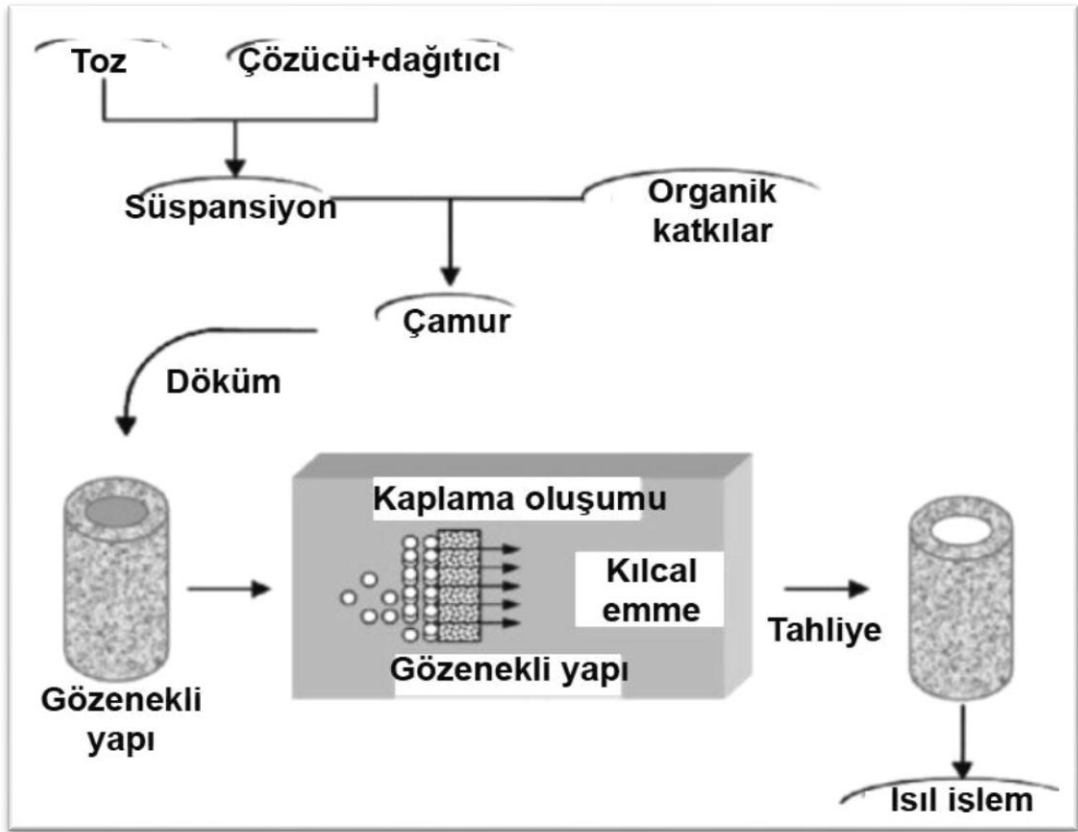 Toz
Çözücü+dağıtıcı
Süspansiyon
Organik
katkılar
Çamur
Döküm
Kaplama oluşumu
Kılcal
emme
Gözenekli yapı
Tahliye
Gözenekli
yapı
Isıl işlem